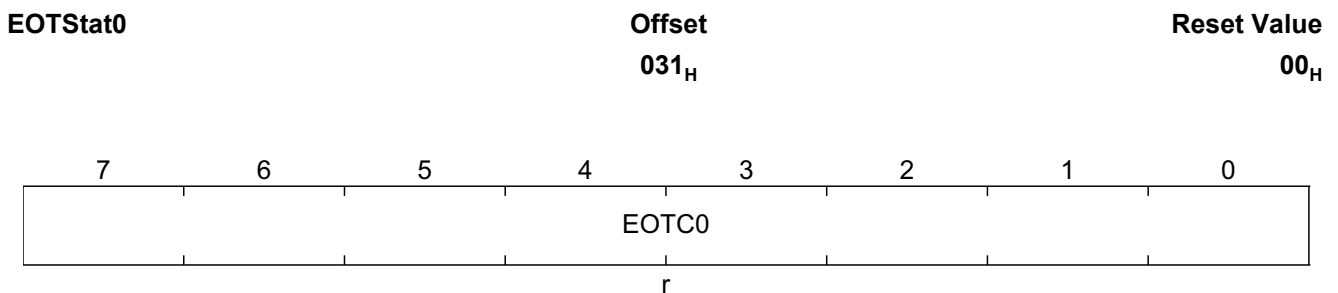 EOTStat0 Offset Reset Value
031H 00H
7 6 5 4 3 2 1 0
EOTC0
r